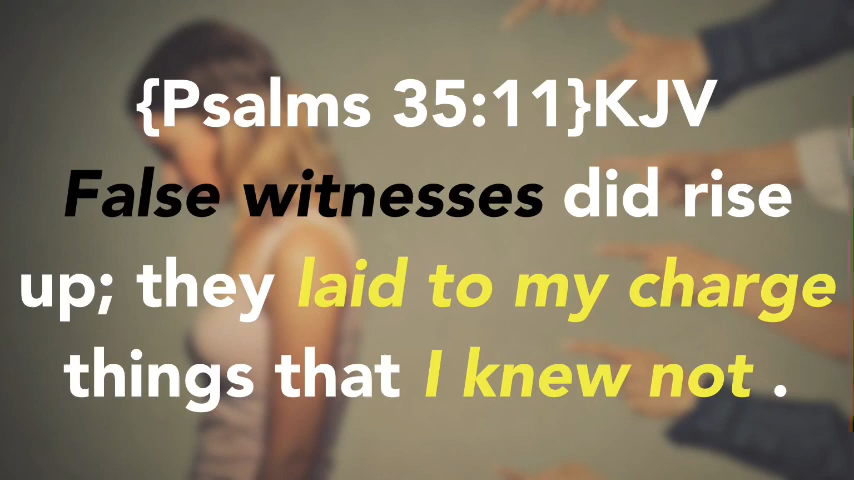 {Psalms 35:11}KJV
False witnesses did rise
up; they laid to my charge
things that I knew not .